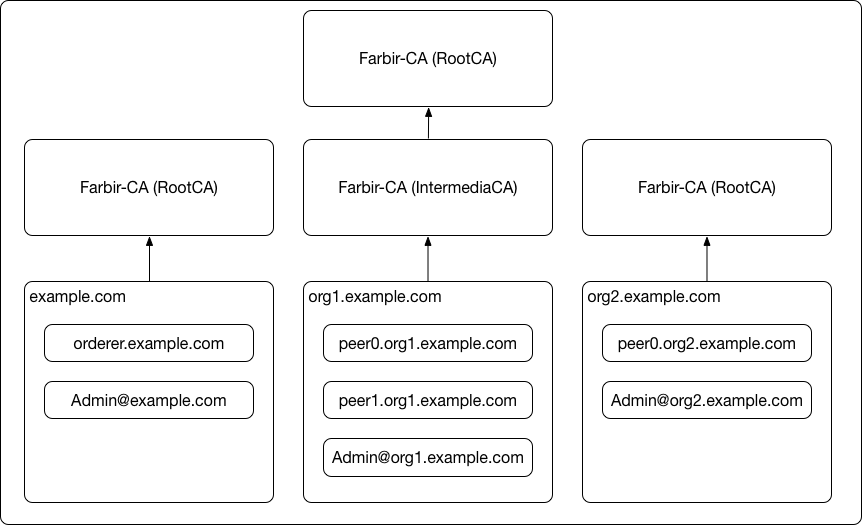 Farbir-CA (RootCA)
Farbir-CA (RootCA)
Farbir-CA (IntermediaCA)
Farbir-CA (RootCA)
example.com
orderer.example.com
Admin@example.com
org1.example.com
peer0.org1.example.com
peer1.org1.example.com
Admin@org1.example.com
org2.example.com
peer0.org2.example.com
Admin@org2.example.com